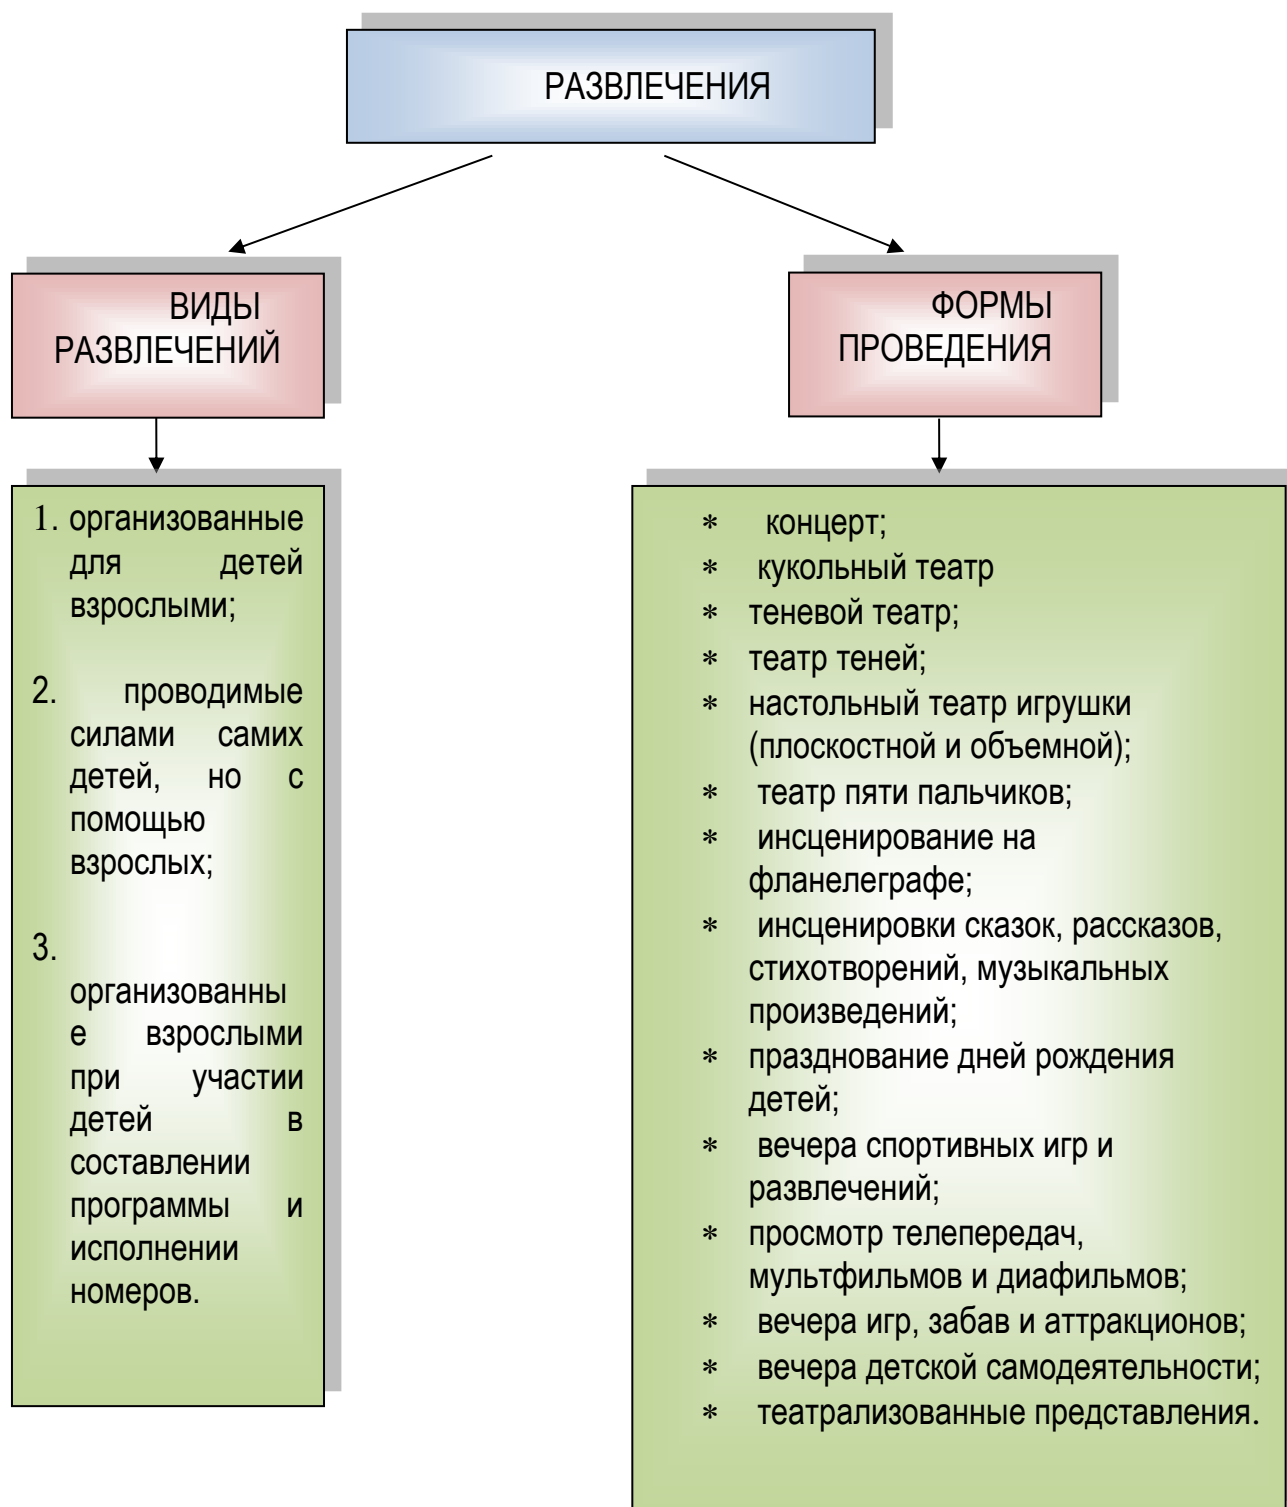 РАЗВЛЕЧЕНИЯ
ВИДЫ
РАЗВЛЕЧЕНИЙ
1. организованные
для детей
взрослыми;
2. проводимые
силами самих
детей, но с
помощью
взрослых;
3.
организованны
е взрослыми
при участии
детей в
составлении
программы и
исполнении
номеров.
ФОРМЫ
ПРОВЕДЕНИЯ
* концерт;
* кукольный театр
* теневой театр;
* театр теней;
* настольный театр игрушки
(плоскостной и объемной);
* театр пяти пальчиков;
* инсценирование на
фланелеграфе;
* инсценировки сказок, рассказов,
стихотворений, музыкальных
произведений;
* празднование дней рождения
детей;
* вечера спортивных игр и
развлечений;
* просмотр телепередач,
мультфильмов и диафильмов;
* вечера игр, забав и аттракционов;
* вечера детской самодеятельности;
* театрализованные представления.